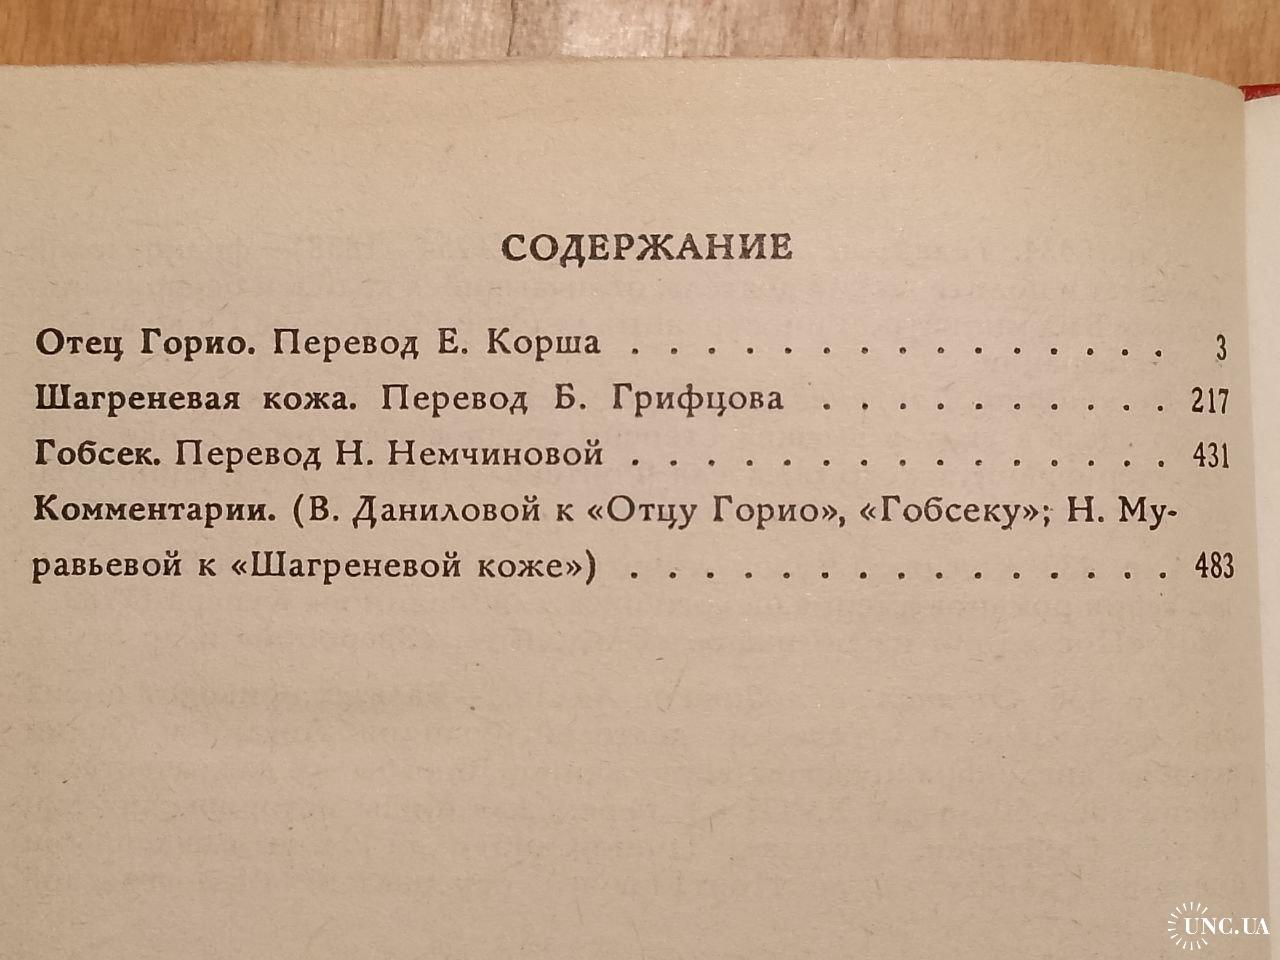 СОДЕРЖАНИЕ
Отец Горио. Перевод Е. Корша . . . . . . . . . . . . . . . 3
Шагреневая кожа. Перевод Б. Грифцова . . . . . . . . . . 217
Гобсек. Перевод Н. Немчиновой . . . . . . . . . . . . . . . 431
Комментарии. (В. Даниловой к «Отцу Горио», «Гобсеку»; Н. Му-
равьевой к «Шагреневой коже») . . . . . . . . . . . . . . . 483
UNC.UA